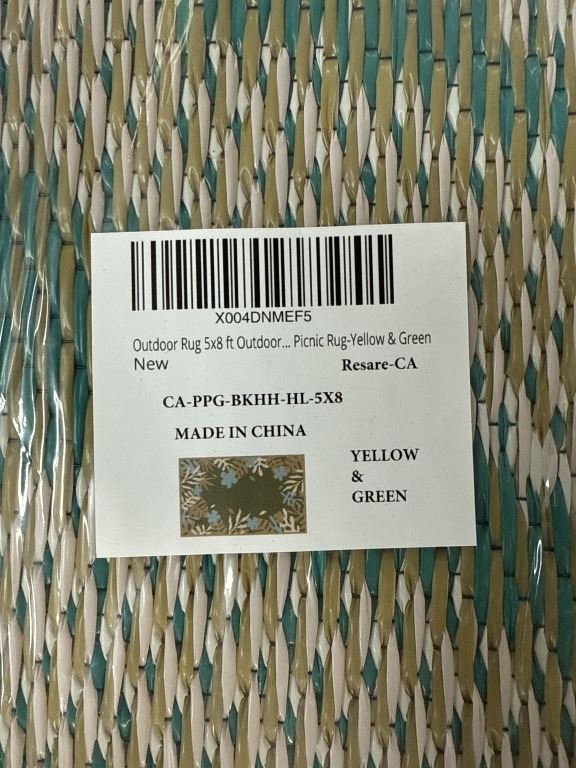 X004DNMEF5
Outdoor Rug 5x8 ft Outdoor... Picnic Rug-Yellow & Green
New
Resare-CA
CA-PPG-BKHH-HL-5X8
MADE IN CHINA
YELLOW
&
GREEN